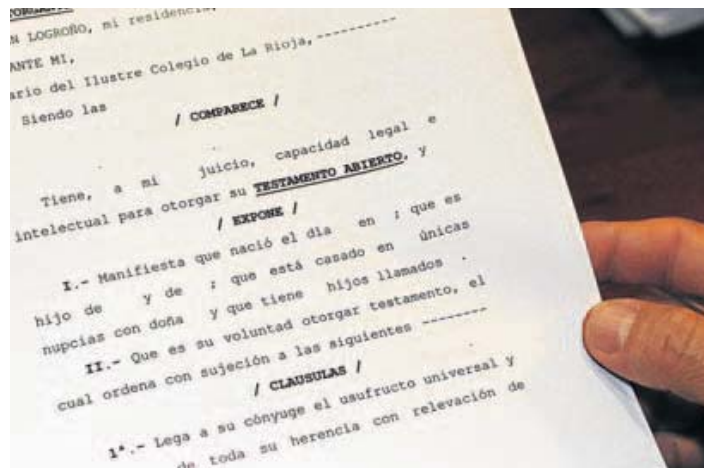 N LOGROÑO, mi residencia,
ANTE MI,
ario del Ilustre Colegio de La Rioja,----------
Siendo las
/ COMPARECE /
Tiene, a mi juicio, capacidad legal e
intelectual para otorgar su TESTAMENTO ABIERTO, y
/ EXPONE /
I.- Manifiesta que nació el día en ; que es
hijo de y de ; que está casado en únicas
nupcias con doña y que tiene hijos llamados .
II.- Que es su voluntad otorgar testamento, el
cual ordena con sujeción a las siguientes --------
/ CLAUSULAS /
1ª.- Lega a su cónyuge el usufructo universal y
de toda su herencia con relevación de